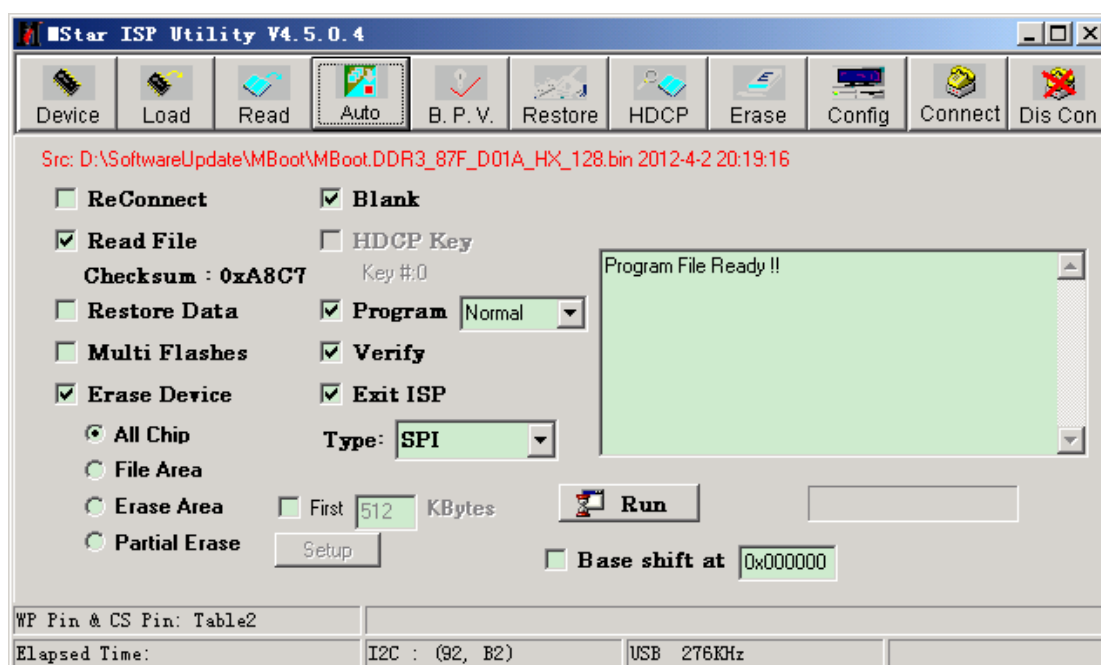 ■Star ISP Utility V4.5.0.4
Device Load Read Auto B.P.V. Restore HDCP Erase Config Connect Dis Con
Src: D:\SoftwareUpdate\MBoot\MBoot.DDR3_87F_D01A_HX_128.bin 2012-4-2 20:19:16
ReConnect Blank
Read File HDCP Key
Checksum : 0xA8C7 Key #:0
Program File Ready !!
Restore Data Program Normal
Multi Flashes Verify
Erase Device Exit ISP
All Chip Type: SPI
File Area
Erase Area First 512 KBytes Run
Partial Erase Setup
Base shift at 0x000000
WP Pin & CS Pin: Table2
Elapsed Time: I2C : (92, B2) USB 276KHz